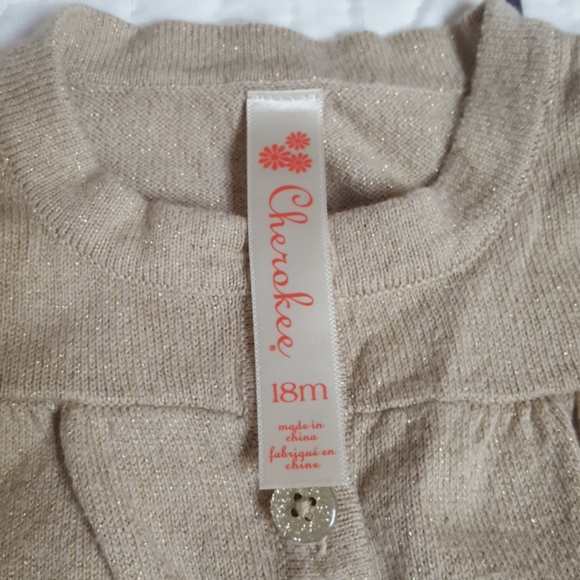 Cherokee®
18m
made in
china
fabriqué en
chine